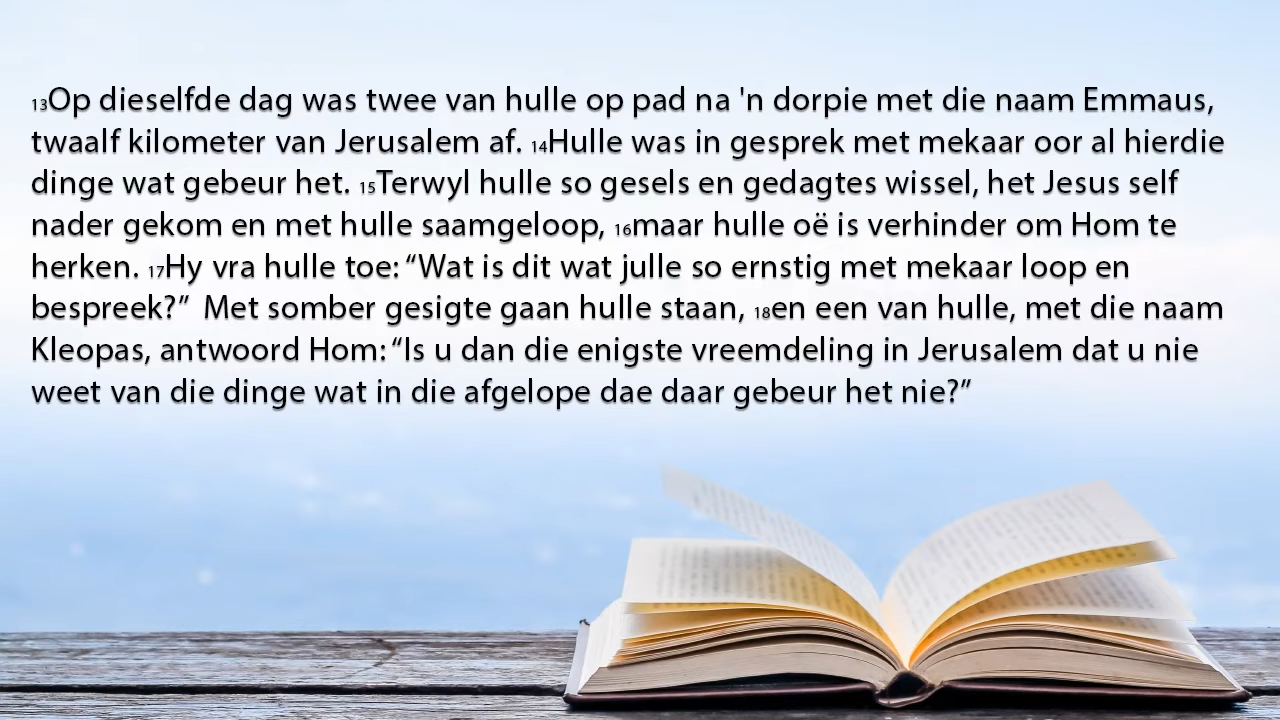 13Op dieselfde dag was twee van hulle op pad na 'n dorpie met die naam Emmaus,
twaalf kilometer van Jerusalem af. 14Hulle was in gesprek met mekaar oor al hierdie
dinge wat gebeur het. 15Terwyl hulle so gesels en gedagtes wissel, het Jesus self
nader gekom en met hulle saamgeloop, 16maar hulle oë is verhinder om Hom te
herken. 17Hy vra hulle toe: “Wat is dit wat julle so ernstig met mekaar loop en
bespreek?”  Met somber gesigte gaan hulle staan, 18en een van hulle, met die naam
Kleopas, antwoord Hom: “Is u dan die enigste vreemdeling in Jerusalem dat u nie
weet van die dinge wat in die afgelope dae daar gebeur het nie?”